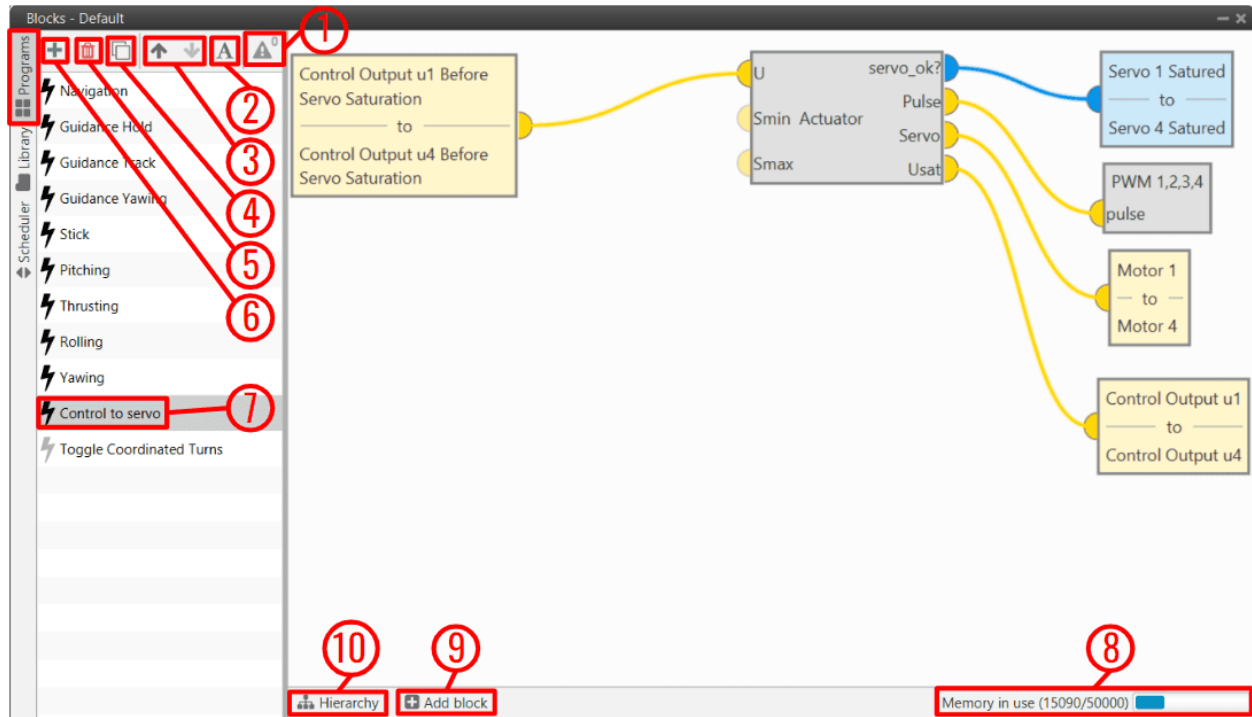 Blocks - Default
Programs
Library
Scheduler
A
0
1
2
3
4
5
6
7
8
9
10
Navigation
Guidance Hold
Guidance Track
Guidance Yawing
Stick
Pitching
Thrusting
Rolling
Yawing
Control to servo
Toggle Coordinated Turns
Control Output u1 Before
Servo Saturation
to
Control Output u4 Before
Servo Saturation
U
servo_ok?
Pulse
Smin Actuator
Servo
Smax
Usat
Servo 1 Satured
to
Servo 4 Satured
PWM 1,2,3,4
pulse
Motor 1
to
Motor 4
Control Output u1
to
Control Output u4
Hierarchy
Add block
Memory in use (15090/50000)